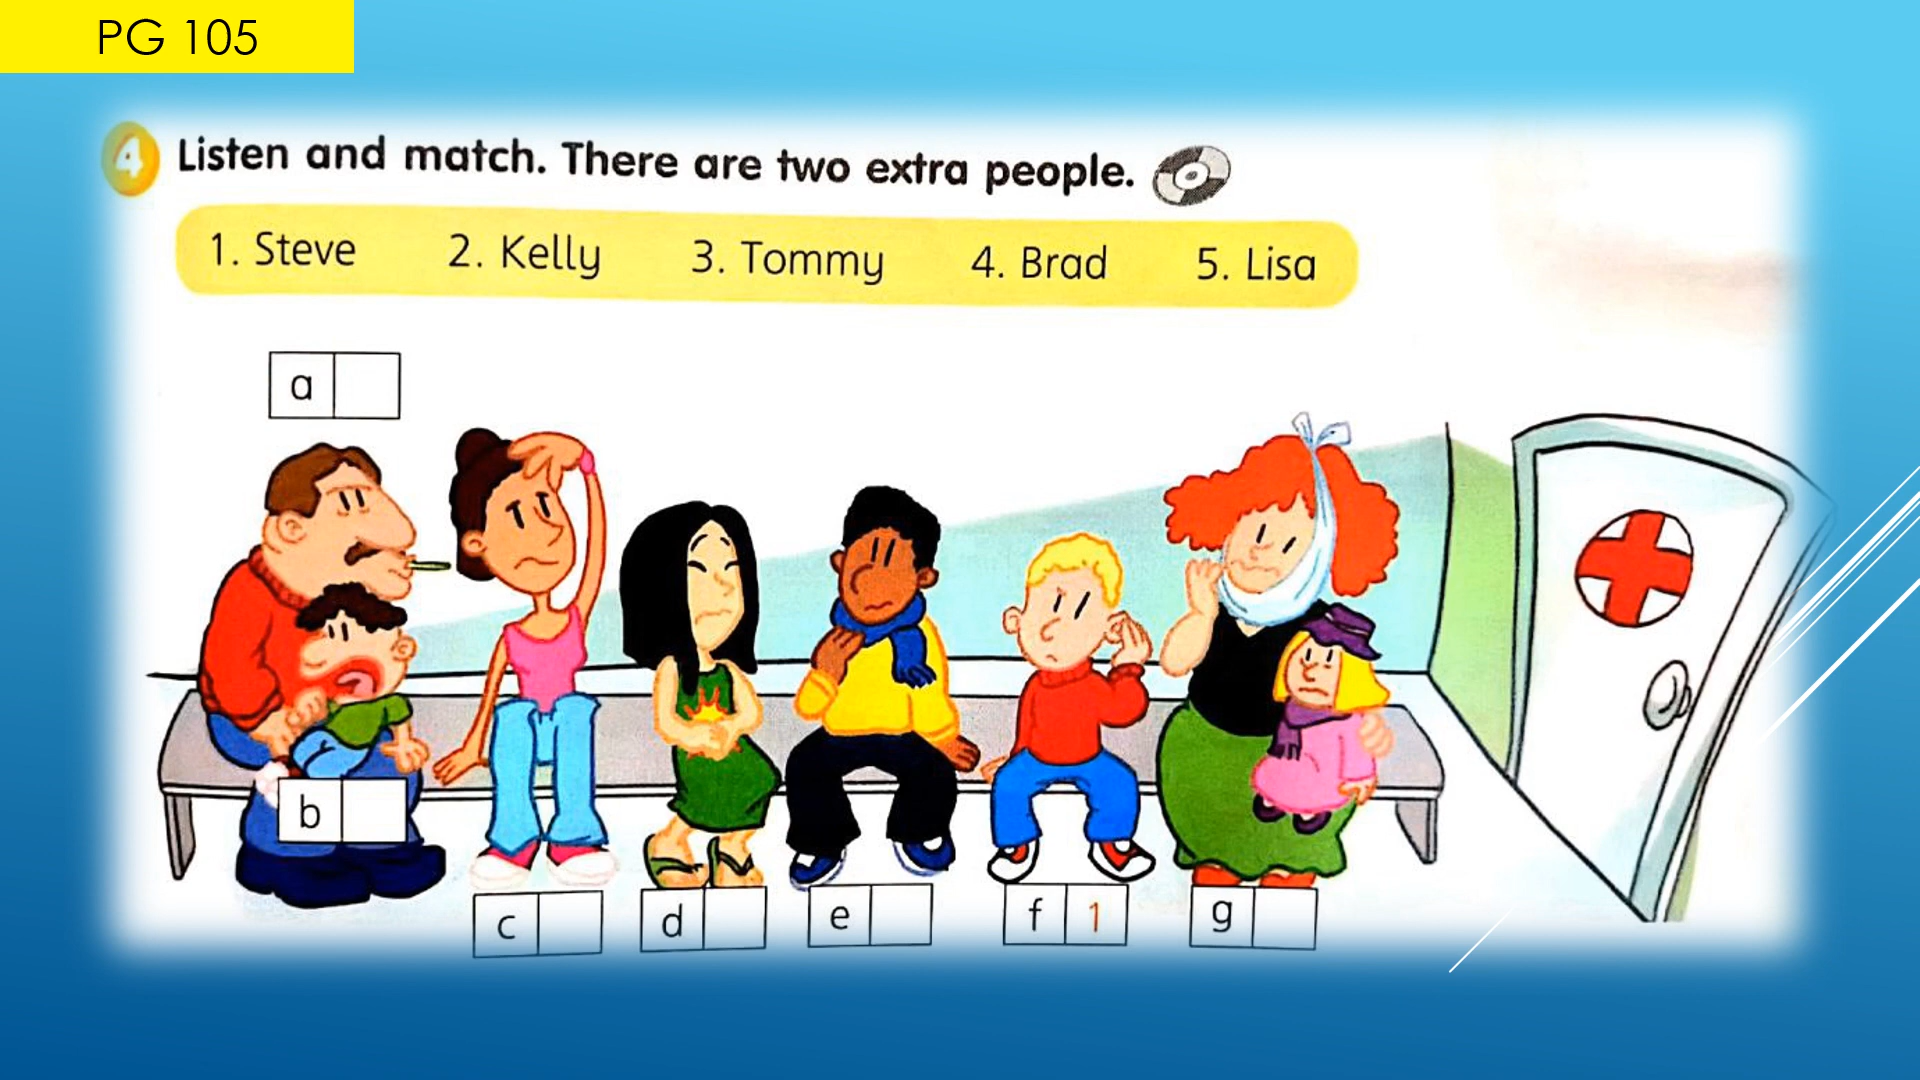 PG 105
4 Listen and match. There are two extra people.
1. Steve 2. Kelly 3. Tommy 4. Brad 5. Lisa
a
b
c
d
e
f 1
g